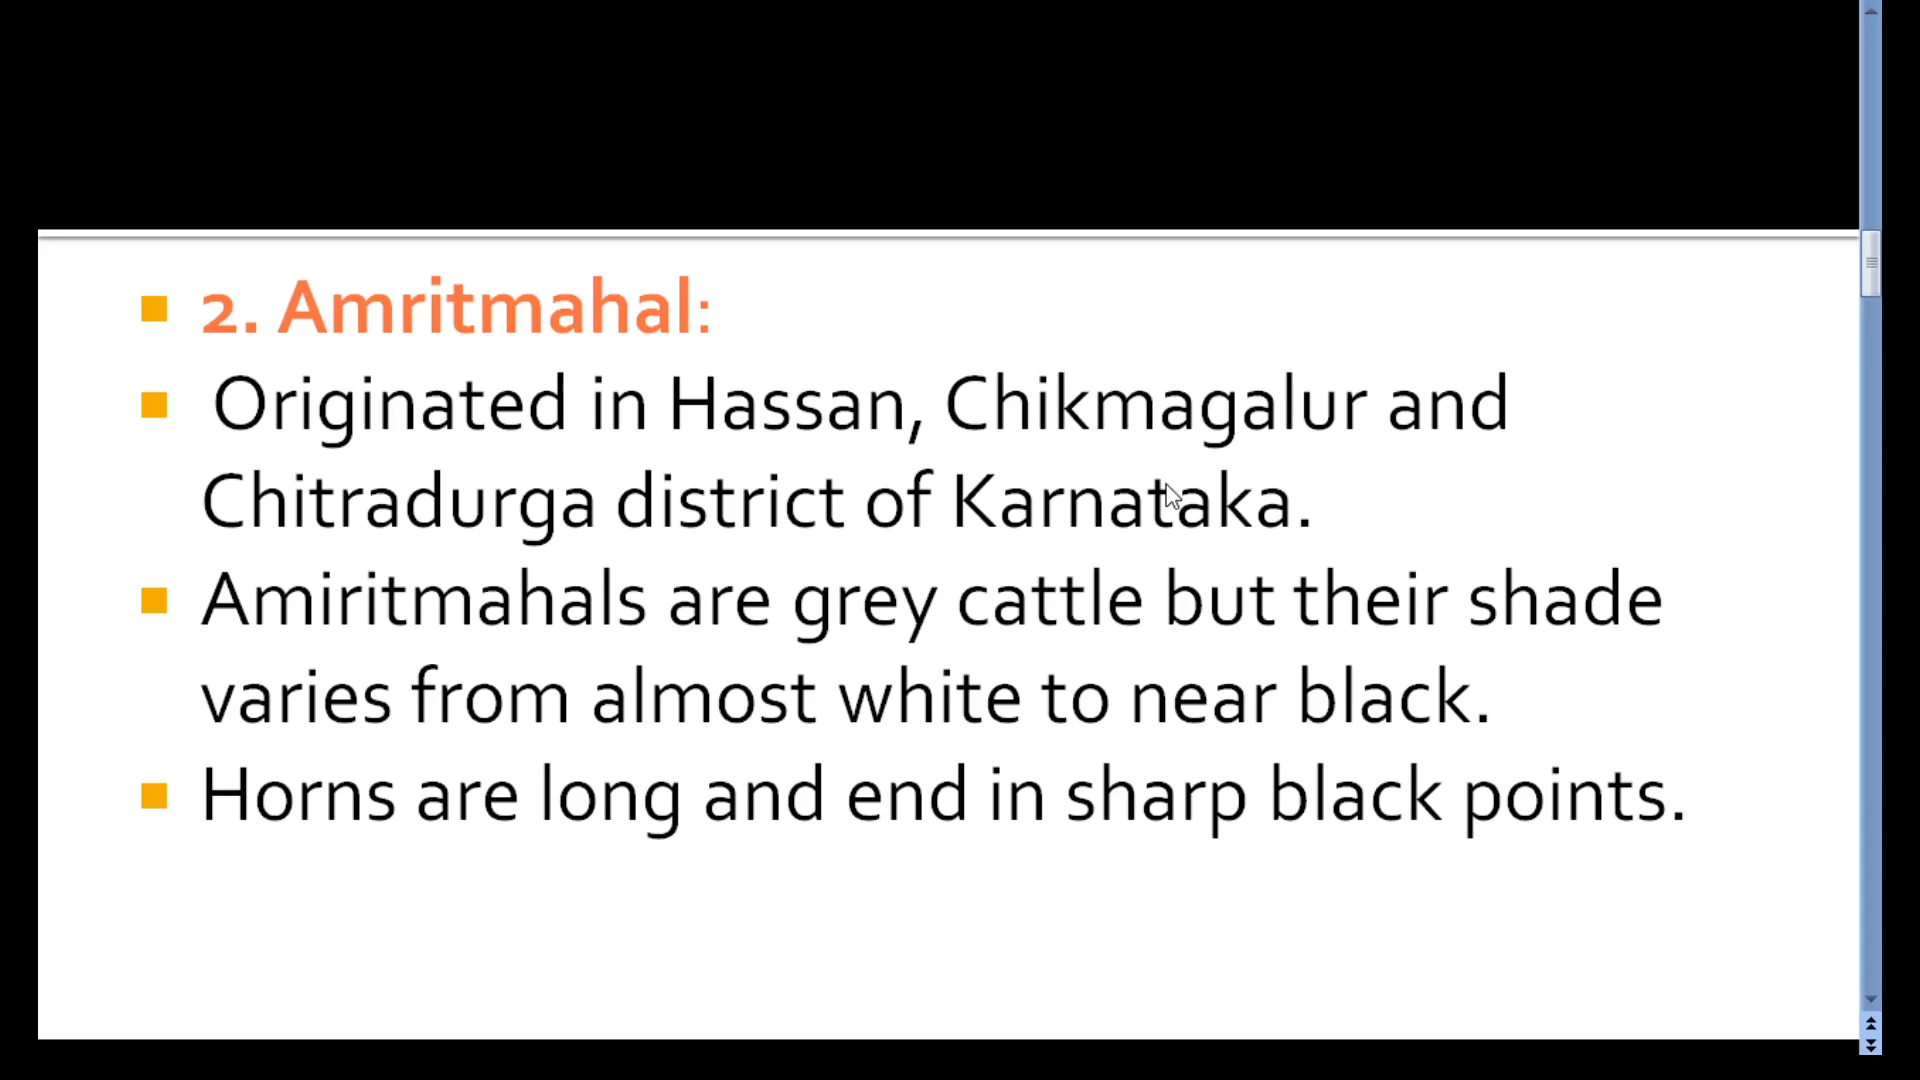 2. Amritmahal:
Originated in Hassan, Chikmagalur and
Chitradurga district of Karnataka.
Amiritmahals are grey cattle but their shade
varies from almost white to near black.
Horns are long and end in sharp black points.